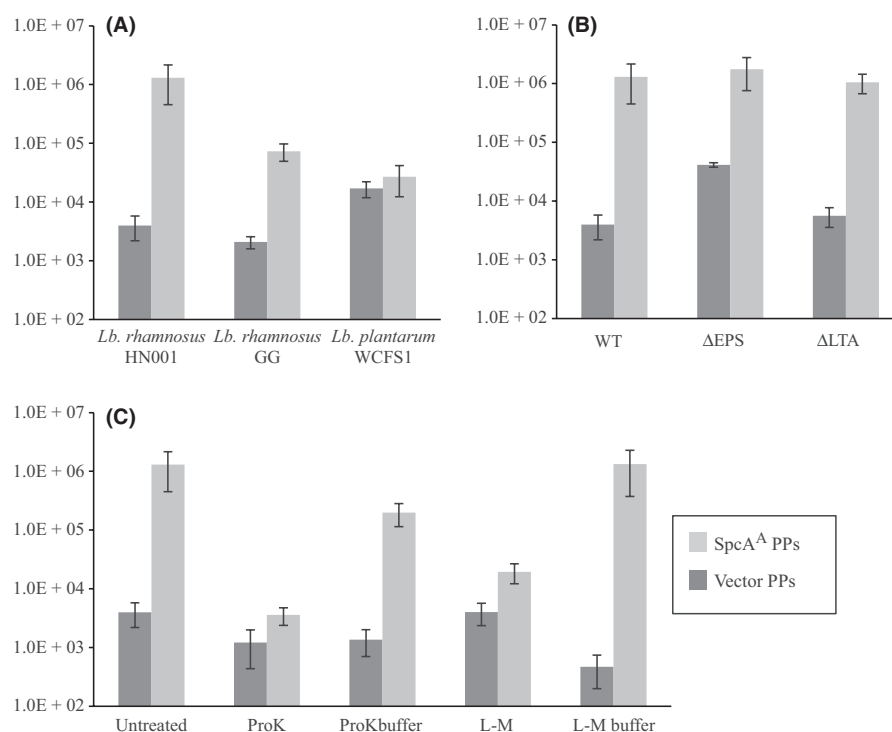 (A)
1.0E + 07
1.0E + 06
1.0E + 05
1.0E + 04
1.0E + 03
1.0E + 02
Lb. rhamnosus HN001
Lb. rhamnosus GG
Lb. plantarum WCFS1
(B)
1.0E + 07
1.0E + 06
1.0E + 05
1.0E + 04
1.0E + 03
1.0E + 02
WT
ΔEPS
ΔLTA
(C)
1.0E + 07
1.0E + 06
1.0E + 05
1.0E + 04
1.0E + 03
1.0E + 02
Untreated
ProK
ProKbuffer
L-M
L-M buffer
SpcA^A PPs
Vector PPs